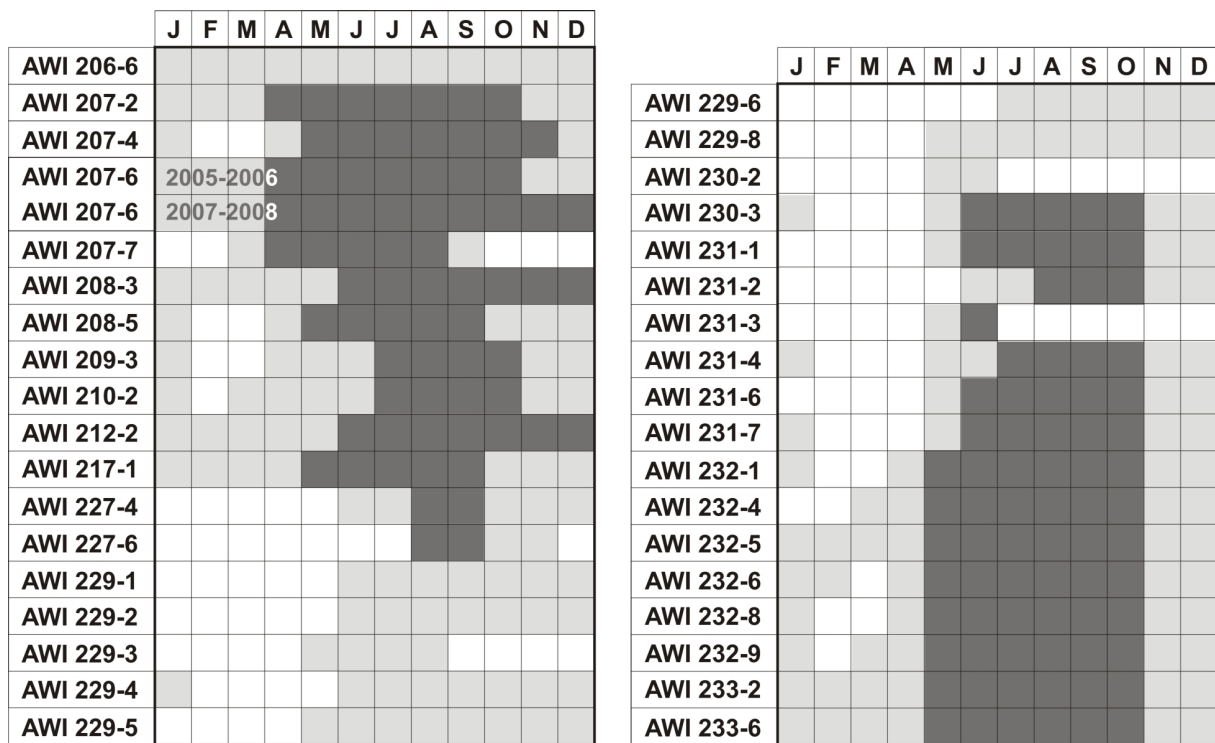 J F M A M J J A S O N D
AWI 206-6
AWI 207-2
AWI 207-4
AWI 207-6 2005-2006
AWI 207-6 2007-2008
AWI 207-7
AWI 208-3
AWI 208-5
AWI 209-3
AWI 210-2
AWI 212-2
AWI 217-1
AWI 227-4
AWI 227-6
AWI 229-1
AWI 229-2
AWI 229-3
AWI 229-4
AWI 229-5
J F M A M J J A S O N D
AWI 229-6
AWI 229-8
AWI 230-2
AWI 230-3
AWI 231-1
AWI 231-2
AWI 231-3
AWI 231-4
AWI 231-6
AWI 231-7
AWI 232-1
AWI 232-4
AWI 232-5
AWI 232-6
AWI 232-8
AWI 232-9
AWI 233-2
AWI 233-6